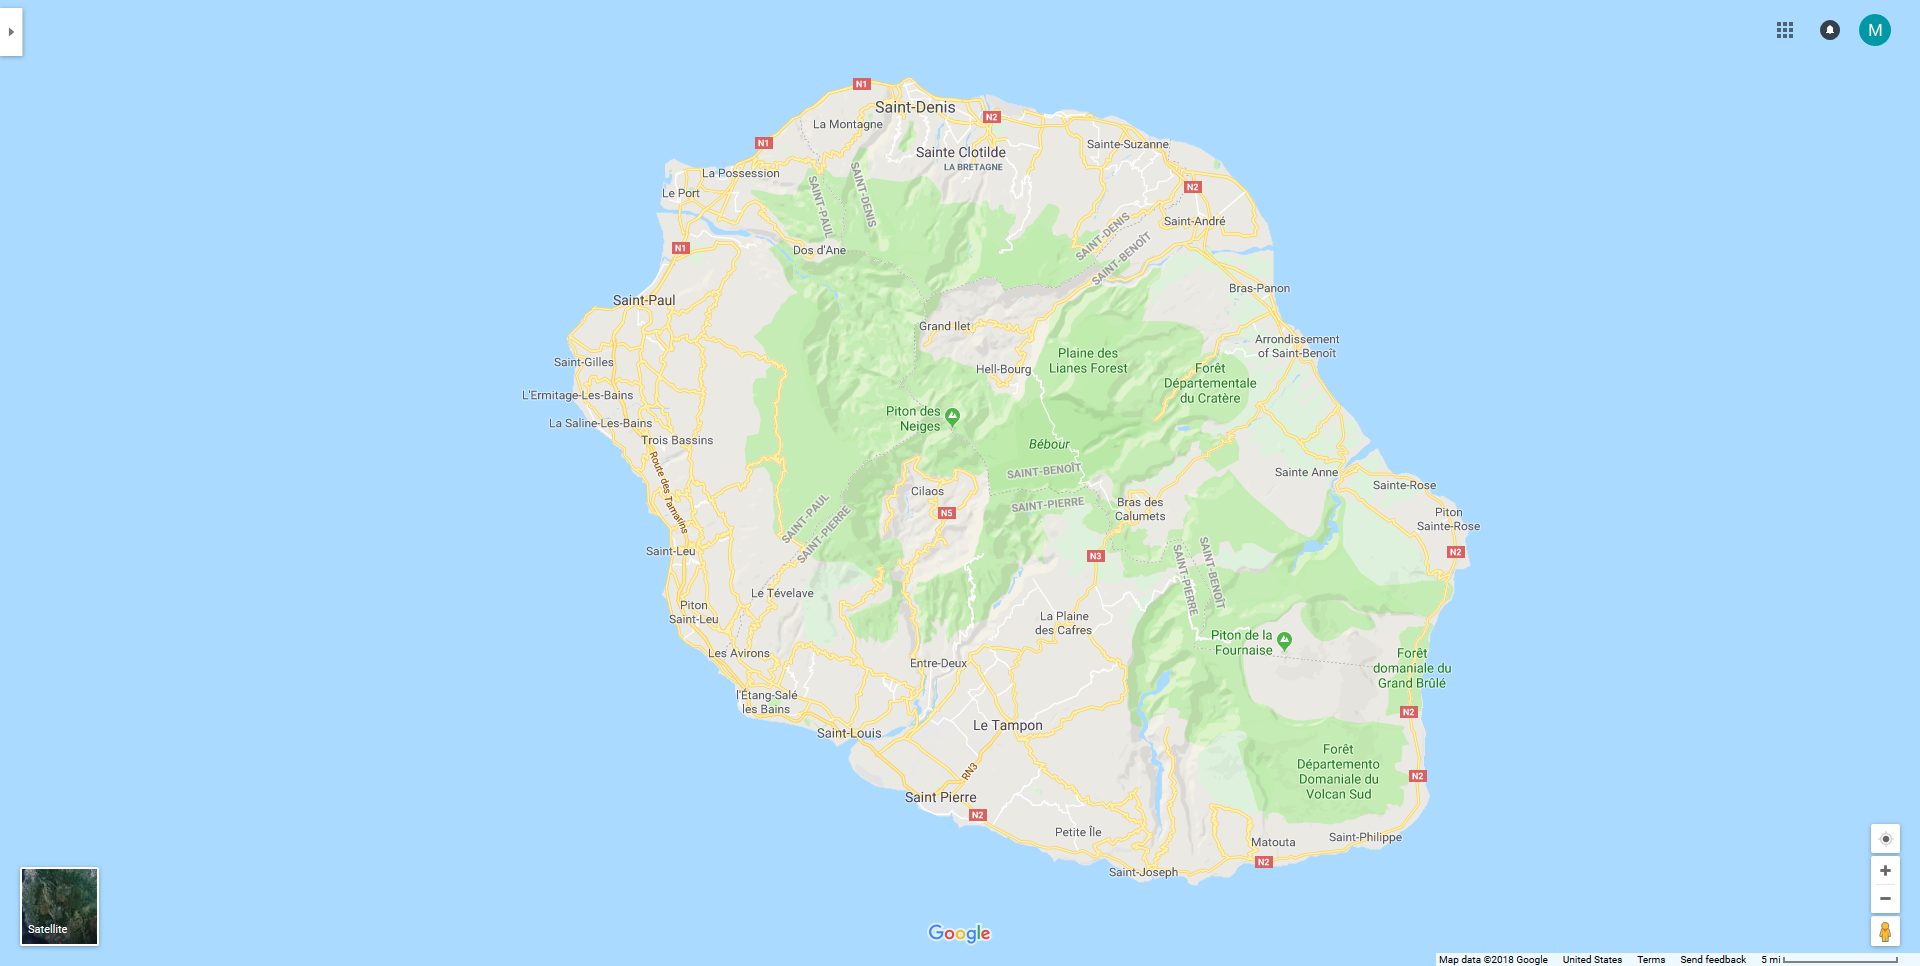 M
N1
Saint-Denis
N2
La Montagne
N1
Sainte Clotilde
LA BRETAGNE
Sainte-Suzanne
La Possession
Le Port
SAINT-PAUL
SAINT-DENIS
N2
Saint-André
SAINT-DENIS
SAINT-BENOÎT
N1
Dos d'Ane
Bras-Panon
Saint-Paul
Grand Ilet
Arrondissement
of Saint-Benoît
Plaine des
Lianes Forest
Saint-Gilles
Hell-Bourg
Forêt
Départementale
du Cratère
L'Ermitage-Les-Bains
La Saline-Les-Bains
Piton des
Neiges
Trois Bassins
Bébour
Route des Tamarins
SAINT-BENOÎT
Sainte Anne
Sainte-Rose
Cilaos
SAINT-PIERRE
Bras des
Calumets
SAINT-PAUL
SAINT-PIERRE
N5
Piton
Sainte-Rose
Saint-Leu
N3
N2
SAINT-PIERRE
SAINT-BENOÎT
Le Tévelave
Piton
Saint-Leu
La Plaine
des Cafres
Piton de la
Fournaise
Les Avirons
Entre-Deux
Forêt
domaniale du
Grand Brûlé
l'Étang-Salé
les Bains
N2
Saint-Louis
Le Tampon
RN3
Forêt
Départemento
Domaniale du
Volcan Sud
N2
Saint Pierre
N2
Petite Île
Matouta
Saint-Philippe
N2
Saint-Joseph
Satellite
Google
Map data ©2018 Google United States Terms Send feedback 5 mi